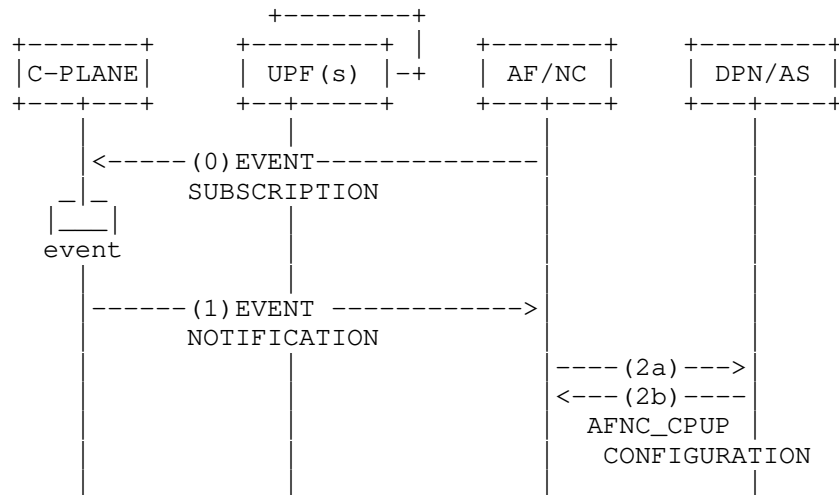 C-PLANE UPF(s) AF/NC DPN/AS
(0)EVENT
SUBSCRIPTION
event
(1)EVENT
NOTIFICATION
(2a)
(2b)
AFNC_CPUP
CONFIGURATION